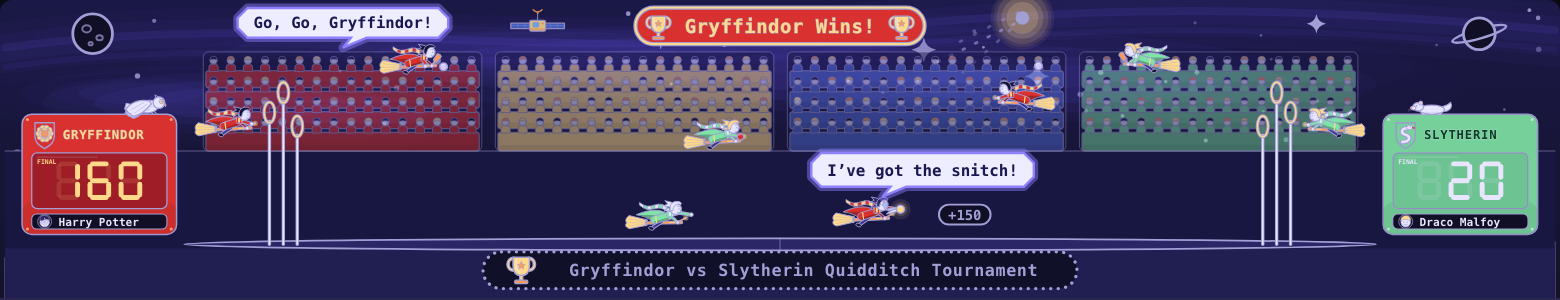 Go, Go, Gryffindor!
Gryffindor Wins!
GRYFFINDOR
FINAL
160
Harry Potter
I’ve got the snitch!
+150
S
SLYTHERIN
FINAL
20
Draco Malfoy
Gryffindor vs Slytherin Quidditch Tournament